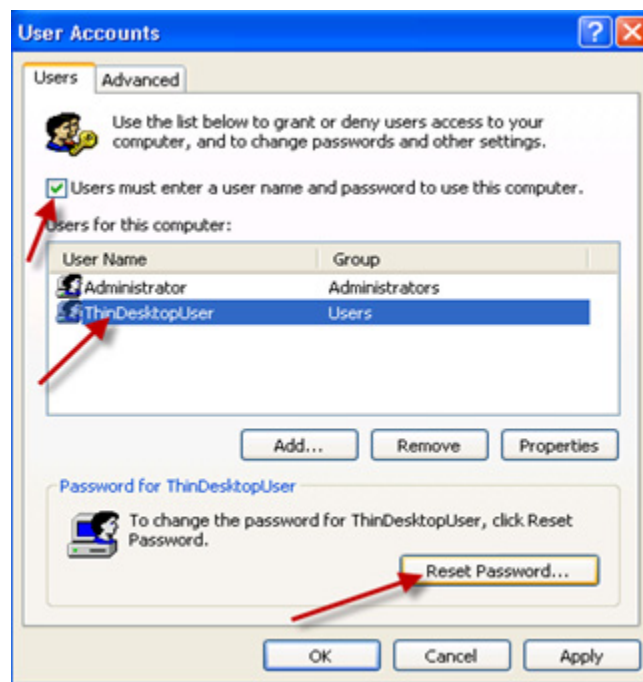 User Accounts
Users
Advanced
Use the list below to grant or deny users access to your
computer, and to change passwords and other settings.
Users must enter a user name and password to use this computer.
Users for this computer:
User Name Group
Administrator Administrators
ThinDesktopUser Users
Add... Remove Properties
Password for ThinDesktopUser
To change the password for ThinDesktopUser, click Reset
Password.
Reset Password...
OK Cancel Apply